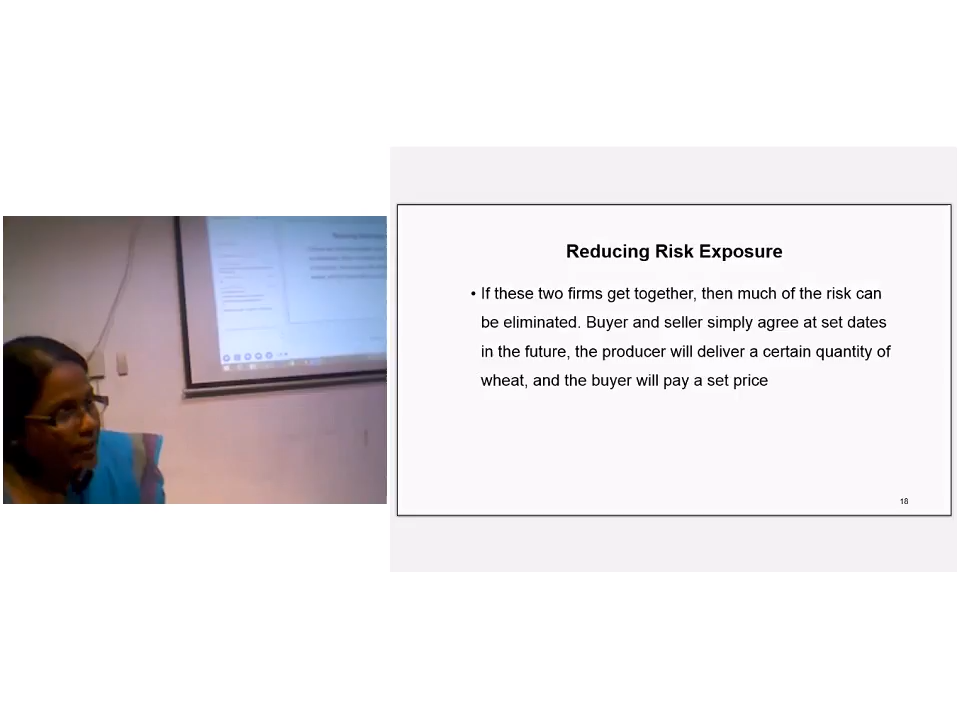 Reducing Risk Exposure
• If these two firms get together, then much of the risk can
be eliminated. Buyer and seller simply agree at set dates
in the future, the producer will deliver a certain quantity of
wheat, and the buyer will pay a set price
18